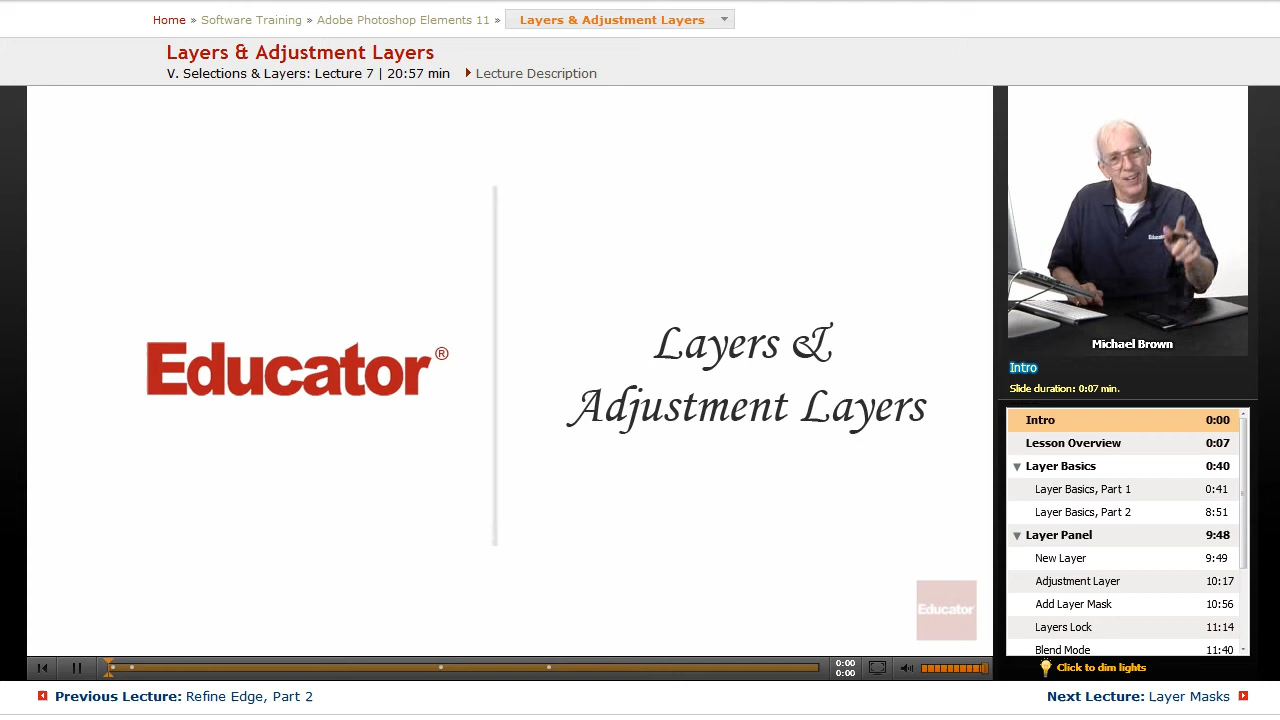 Home » Software Training » Adobe Photoshop Elements 11 » Layers & Adjustment Layers
Layers & Adjustment Layers
V. Selections & Layers: Lecture 7 | 20:57 min Lecture Description
Educator®
Layers &
Adjustment Layers
Educator
Michael Brown
Intro
Slide duration: 0:07 min.
Intro 0:00
Lesson Overview 0:07
Layer Basics 0:40
Layer Basics, Part 1 0:41
Layer Basics, Part 2 8:51
Layer Panel 9:48
New Layer 9:49
Adjustment Layer 10:17
Add Layer Mask 10:56
Layers Lock 11:14
Blend Mode 11:40
0:00
0:00
Click to dim lights
Previous Lecture: Refine Edge, Part 2
Next Lecture: Layer Masks